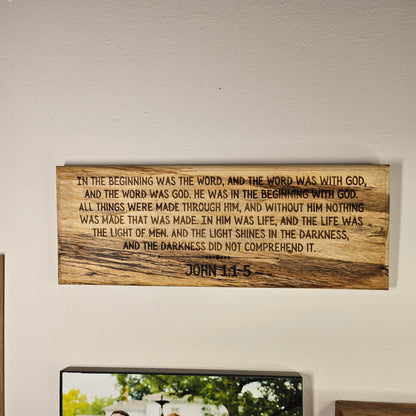 IN THE BEGINNING WAS THE WORD, AND THE WORD WAS WITH GOD,
AND THE WORD WAS GOD. HE WAS IN THE BEGINNING WITH GOD.
ALL THINGS WERE MADE THROUGH HIM, AND WITHOUT HIM NOTHING
WAS MADE THAT WAS MADE. IN HIM WAS LIFE, AND THE LIFE WAS
THE LIGHT OF MEN. AND THE LIGHT SHINES IN THE DARKNESS,
AND THE DARKNESS DID NOT COMPREHEND IT.
JOHN 1:1-5